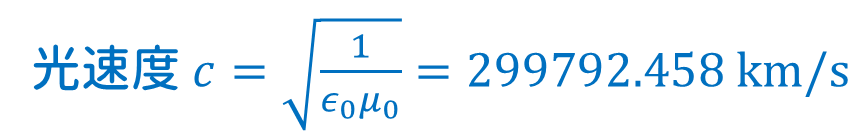 光速度 c = √(1/(ϵ₀μ₀)) = 299792.458 km/s